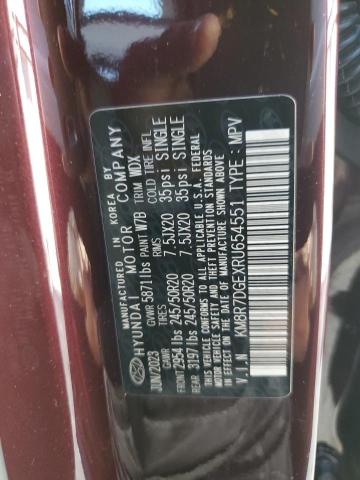 MANUFACTURED IN KOREA BY
HYUNDAI MOTOR COMPANY
JUN/2023 GVWR 5871 lbs PAINT W7B TRIM WDX
GAWR TIRES RIMS COLD TIRE INFL.
FRONT 2954 lbs 245/50R20 7.5JX20 35psi SINGLE
REAR 3197 lbs 245/50R20 7.5JX20 35psi SINGLE
THIS VEHICLE CONFORMS TO ALL APPLICABLE U.S.A. FEDERAL MOTOR
VEHICLE SAFETY, BUMPER, AND THEFT PREVENTION STANDARDS
IN EFFECT ON THE DATE OF MANUFACTURE SHOWN ABOVE.
V.I.N : KM8R7DGEXRU654551 TYPE : MPV